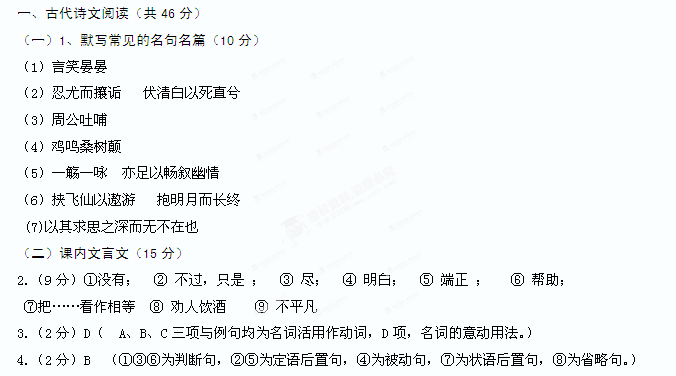 一、古代诗文阅读（共 46 分）
（一）1、默写常见的名句名篇（10 分）
（1）言笑晏晏
（2）忍尤而攘诟　伏清白以死直兮
（3）周公吐哺
（4）鸡鸣桑树颠
（5）一觞一咏　亦足以畅叙幽情
（6）挟飞仙以遨游　抱明月而长终
(7)以其求思之深而无不在也
（二）课内文言文（15 分）
2.（9 分）①没有；　② 不过，只是 ；　③ 尽；　④ 明白；　⑤ 端正 ；　⑥ 帮助；
⑦把……看作相等　⑧ 劝人饮酒　⑨ 不平凡
3.（2 分）D（　A、B、C 三项与例句均为名词活用作动词，D 项，名词的意动用法。）
4.（2 分）B　（①③⑥为判断句，②⑤为定语后置句，④为被动句，⑦为状语后置句，⑧为省略句。）